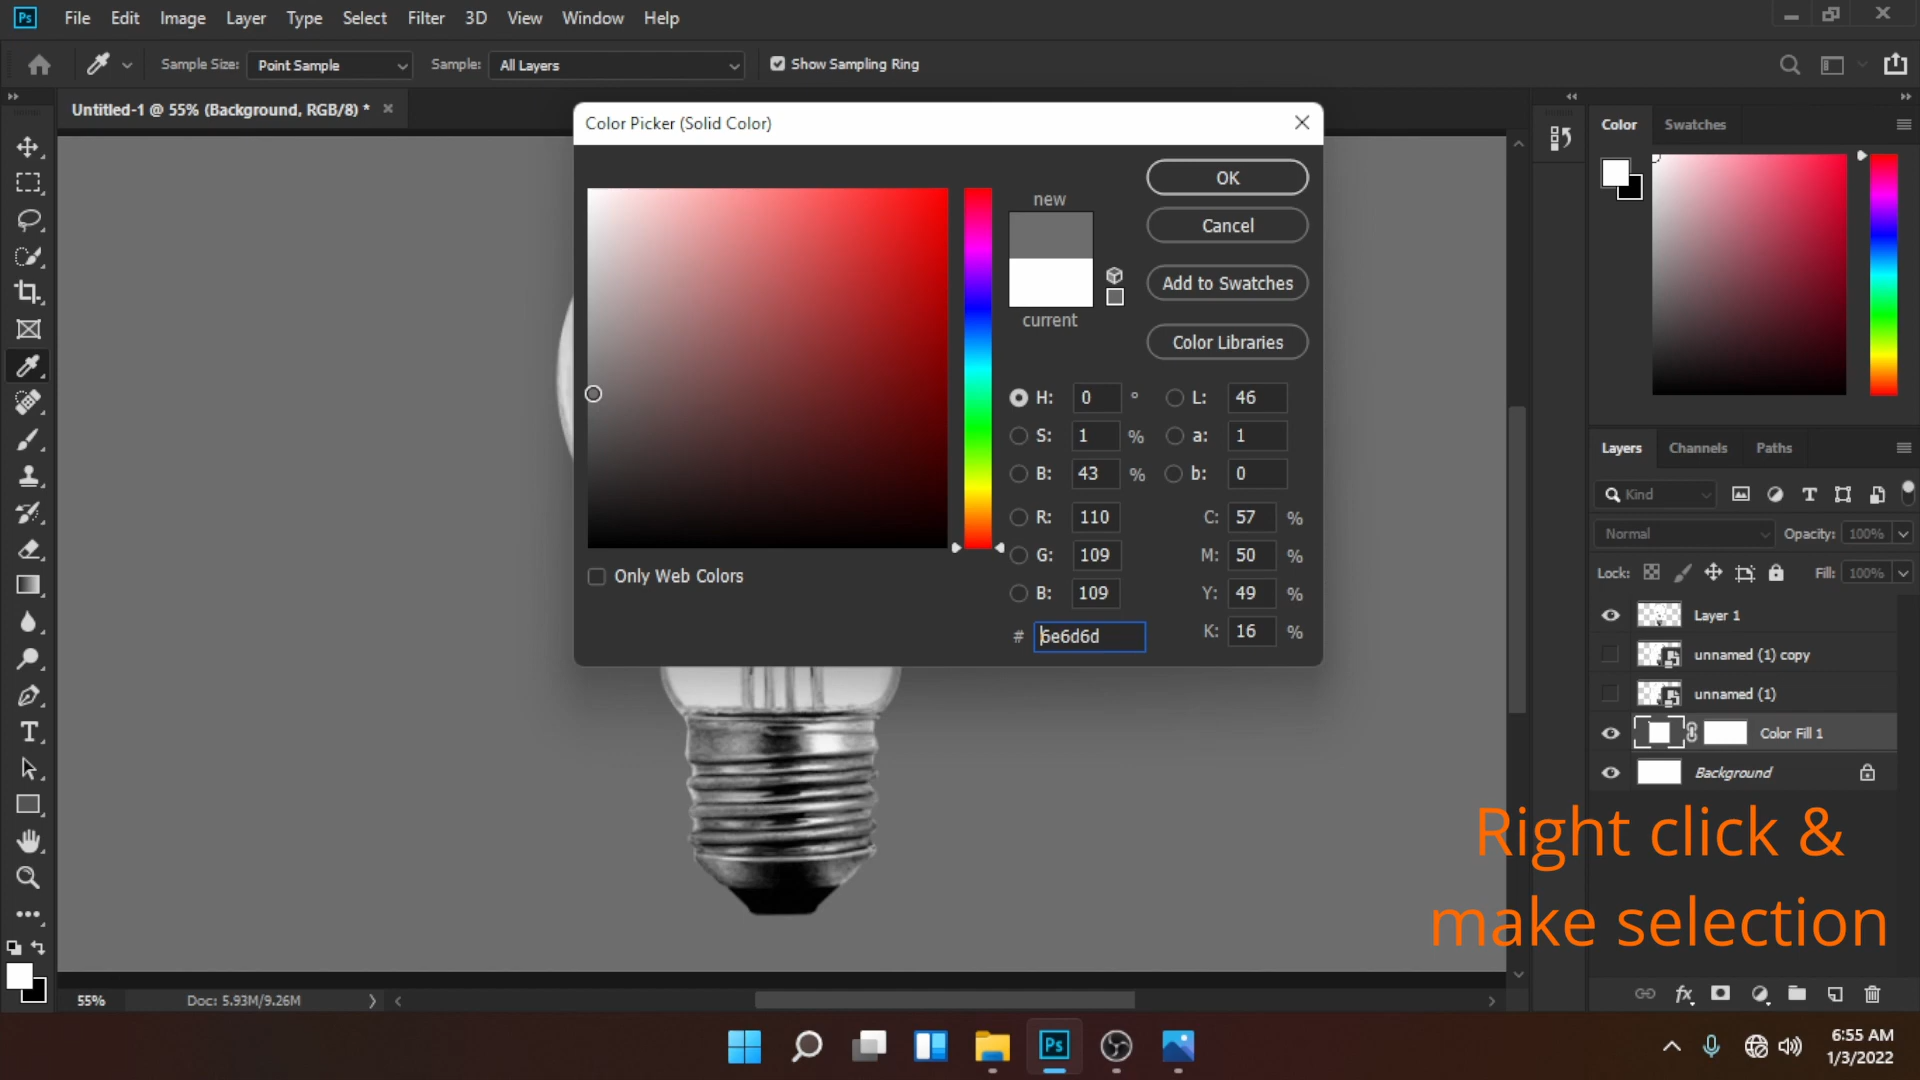 Ps File Edit Image Layer Type Select Filter 3D View Window Help
Sample Size: Point Sample Sample: All Layers Show Sampling Ring
Untitled-1 @ 55% (Background, RGB/8) *
Color Picker (Solid Color)
new
current
OK
Cancel
Add to Swatches
Color Libraries
H: 0 ° L: 46
S: 1 % a: 1
B: 43 % b: 0
R: 110 C: 57 %
G: 109 M: 50 %
B: 109 Y: 49 %
# 6e6d6d K: 16 %
Only Web Colors
Color Swatches
Layers Channels Paths
Kind
Normal Opacity: 100%
Lock: Fill: 100%
Layer 1
unnamed (1) copy
unnamed (1)
Color Fill 1
Background
Right click &
make selection
55% Doc: 5.93M/9.26M
Ps
6:55 AM
1/3/2022